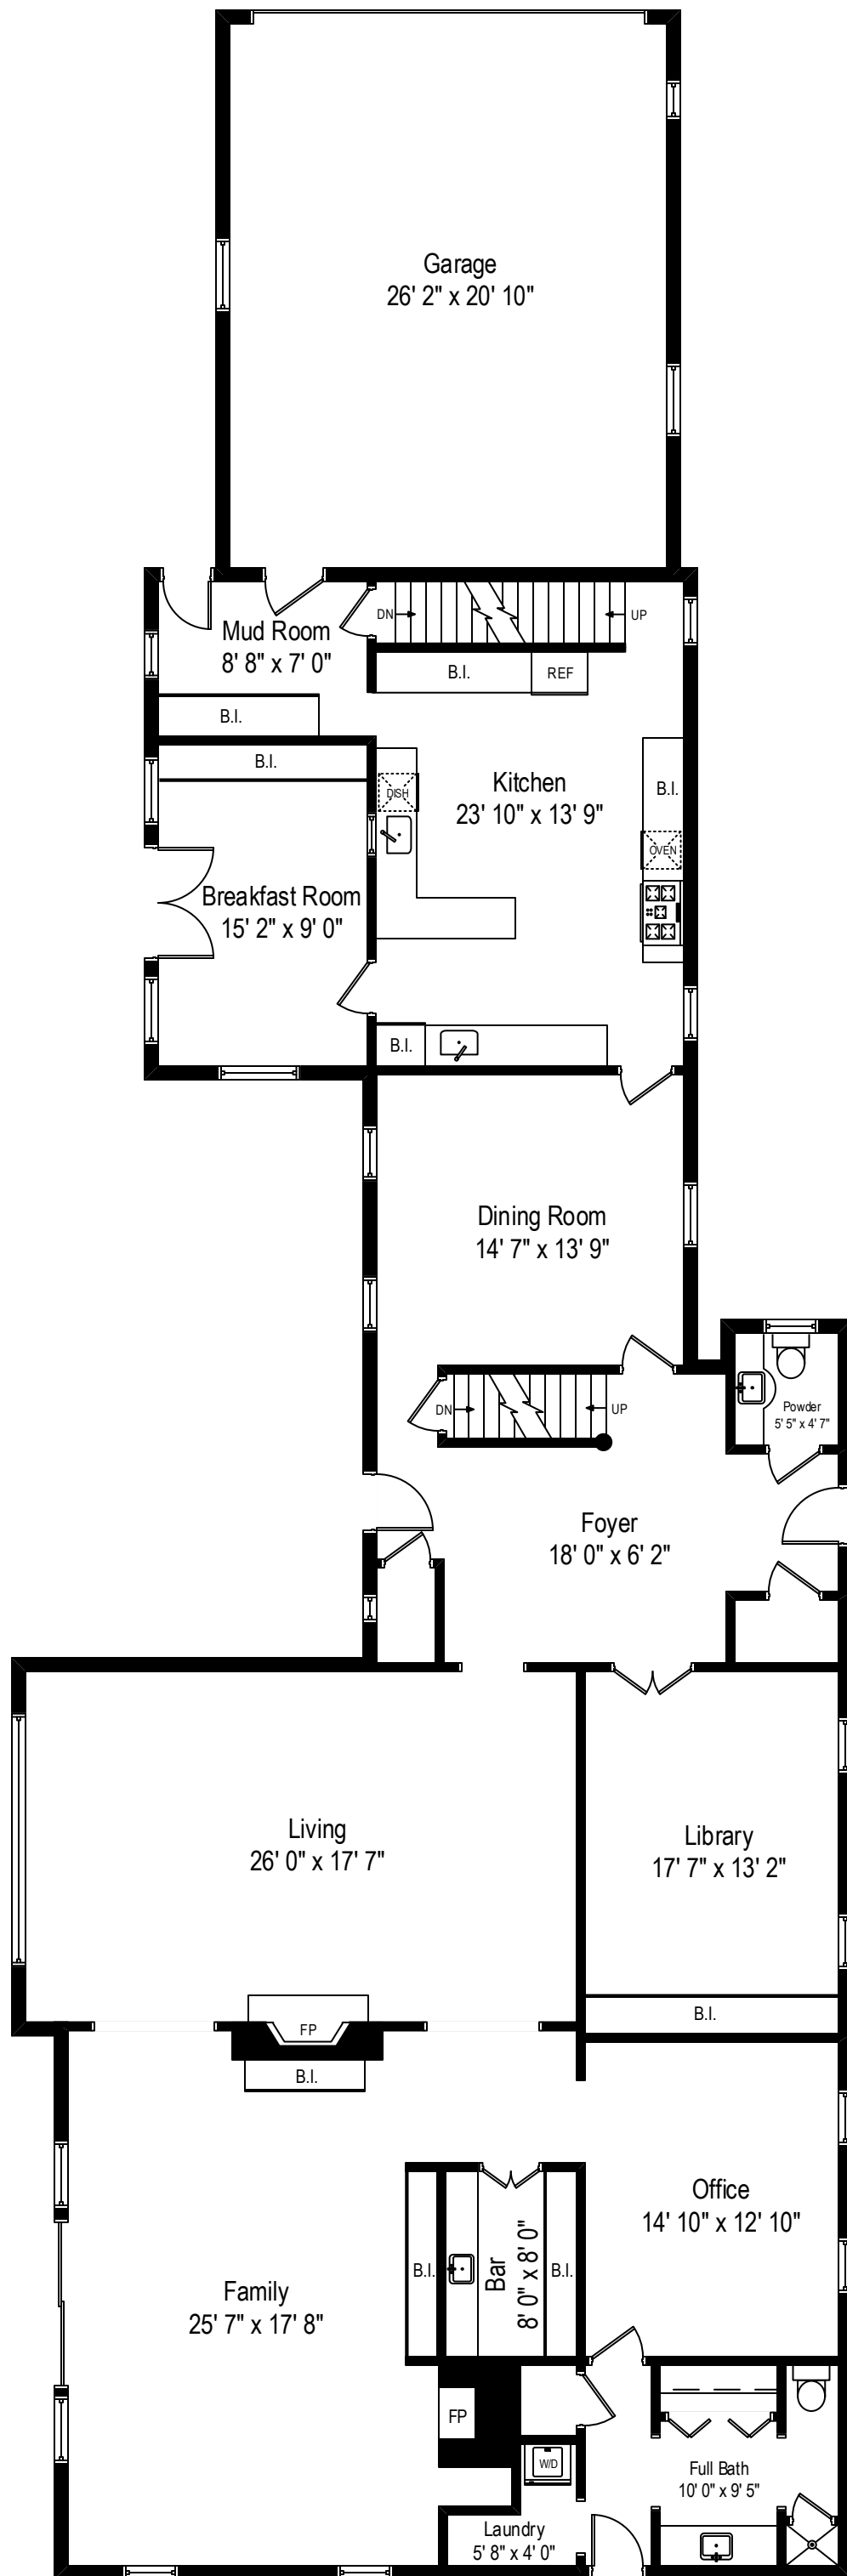 Garage
26' 2" x 20' 10"
DN
UP
Mud Room
8' 8" x 7' 0"
B.I.
REF
B.I.
B.I.
Kitchen
23' 10" x 13' 9"
DISH
B.I.
OVEN
Breakfast Room
15' 2" x 9' 0"
B.I.
Dining Room
14' 7" x 13' 9"
DN
UP
Powder
5' 5" x 4' 7"
Foyer
18' 0" x 6' 2"
Living
26' 0" x 17' 7"
Library
17' 7" x 13' 2"
B.I.
FP
B.I.
Office
14' 10" x 12' 10"
B.I.
Bar
8' 0" x 8' 0"
B.I.
Family
25' 7" x 17' 8"
FP
W/D
Full Bath
10' 0" x 9' 5"
Laundry
5' 8" x 4' 0"